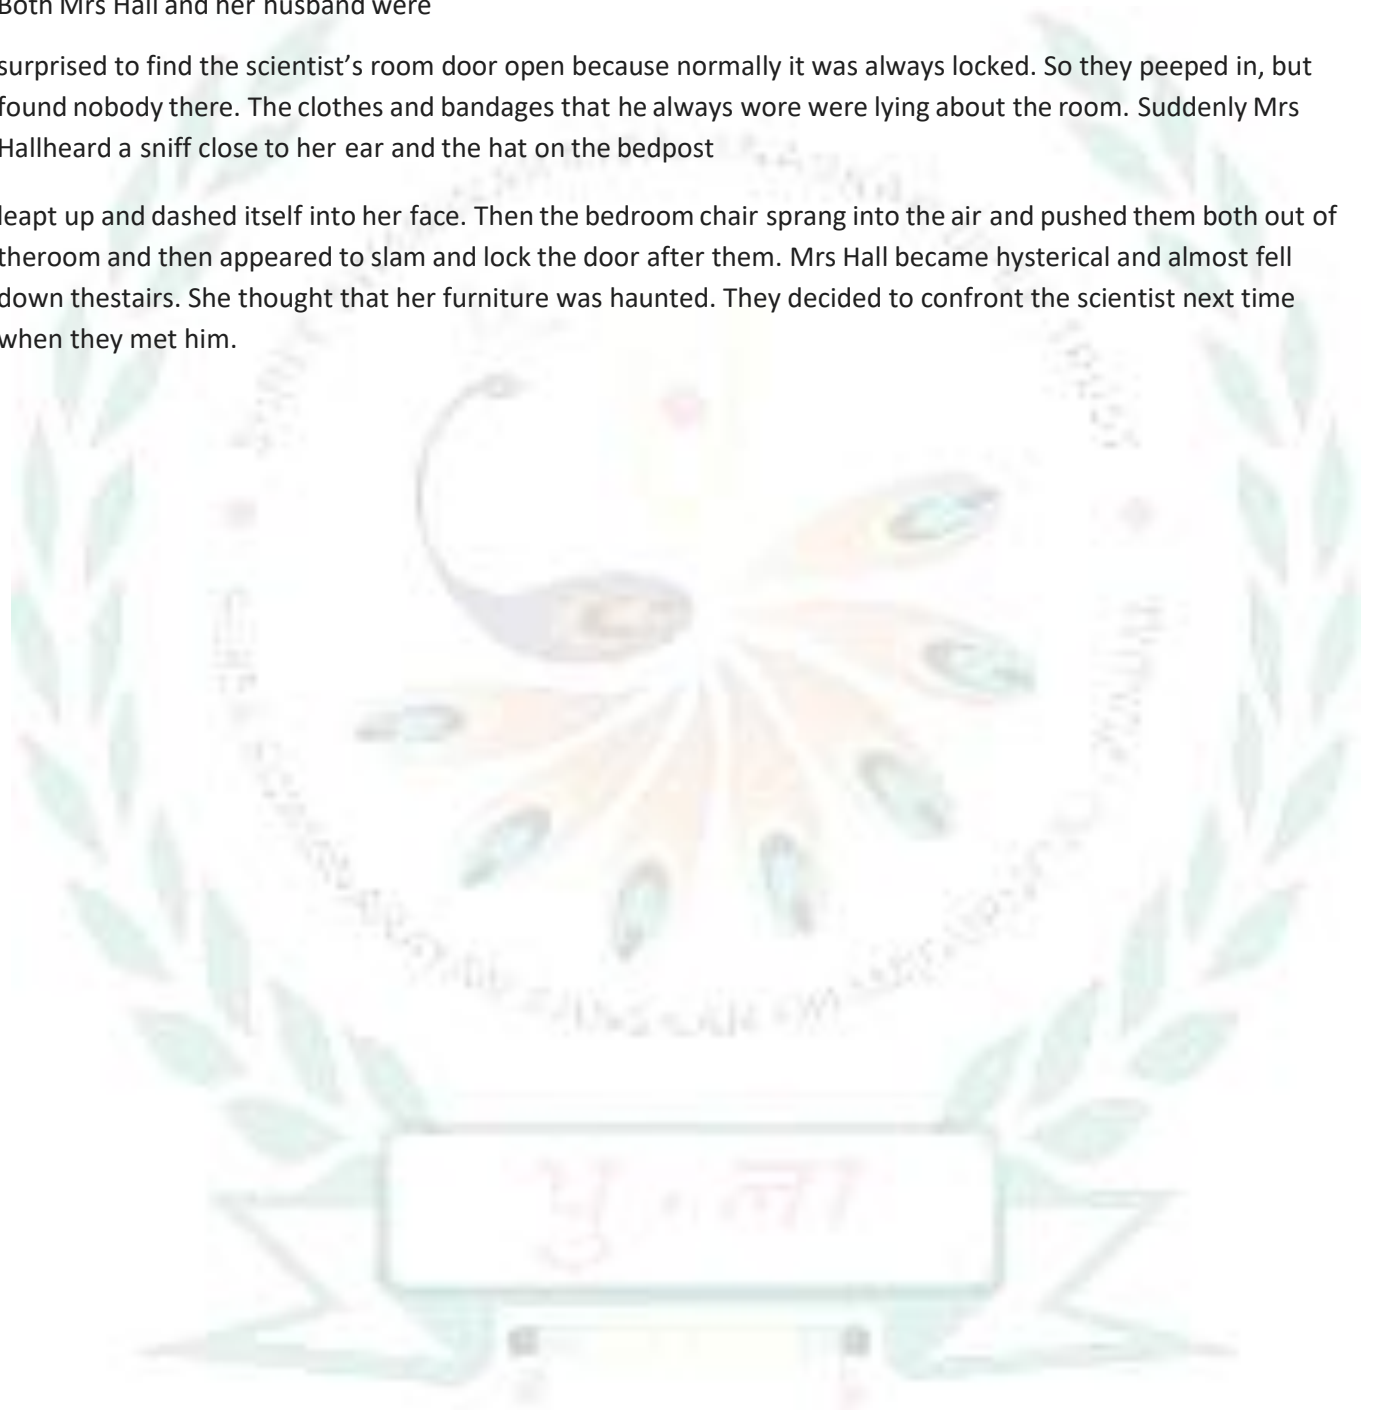 Both Mrs Hall and her husband were
surprised to find the scientist’s room door open because normally it was always locked. So they peeped in, but
found nobody there. The clothes and bandages that he always wore were lying about the room. Suddenly Mrs
Hallheard a sniff close to her ear and the hat on the bedpost
leapt up and dashed itself into her face. Then the bedroom chair sprang into the air and pushed them both out of
theroom and then appeared to slam and lock the door after them. Mrs Hall became hysterical and almost fell
down thestairs. She thought that her furniture was haunted. They decided to confront the scientist next time
when they met him.